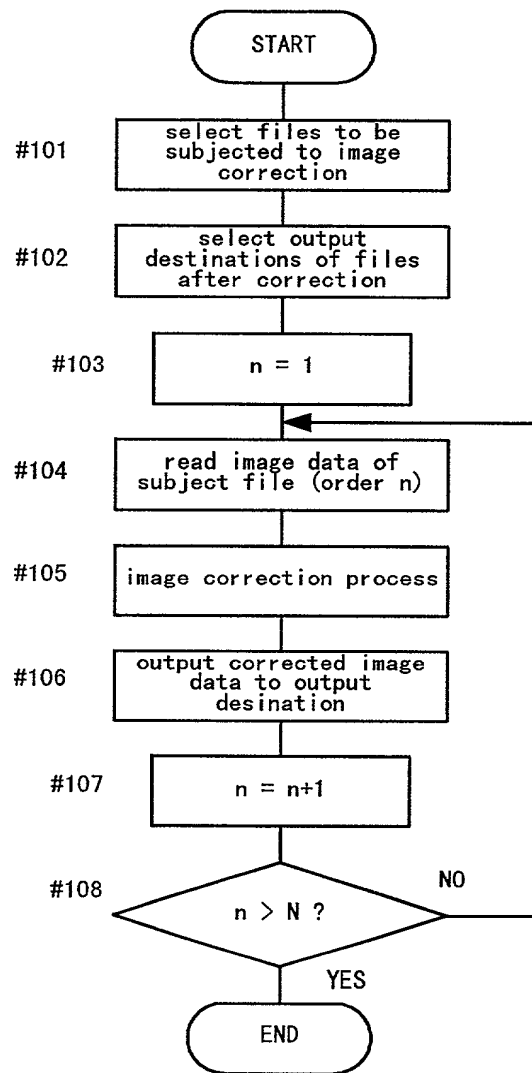 START
#101
select files to be
subjected to image
correction
#102
select output
destinations of files
after correction
#103
n = 1
#104
read image data of
subject file (order n)
#105
image correction process
#106
output corrected image
data to output
desination
#107
n = n+1
#108
n > N ?
NO
YES
END